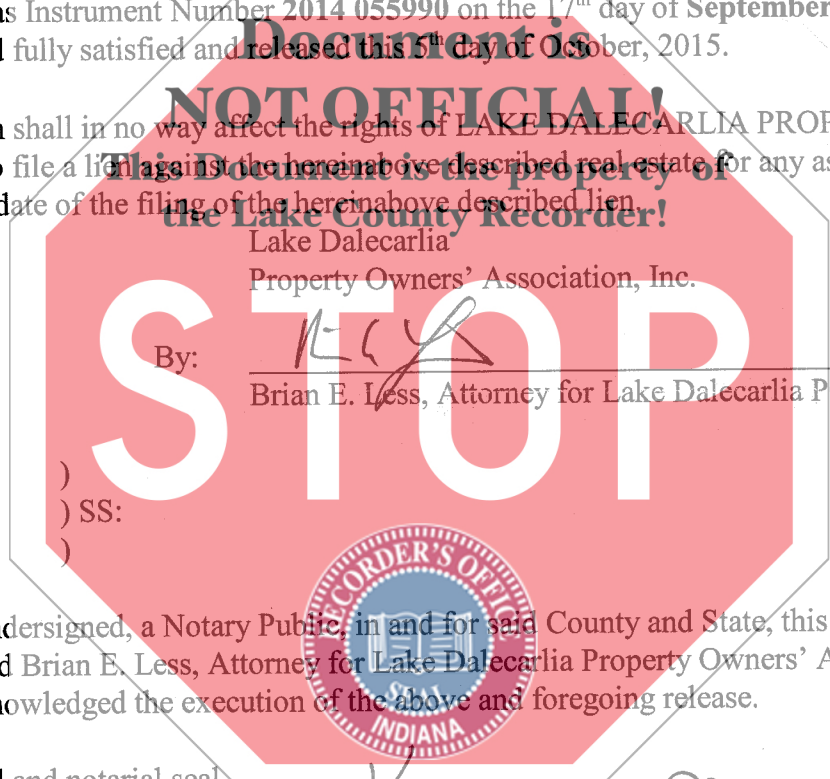 as Instrument Number 2014 055990 on the 17th day of September
Document is
d fully satisfied and released this 5th day of October, 2015.
NOT OFFICIAL!
n shall in no way affect the rights of LAKE DALECARLIA PROP
This Document is the property of
o file a lien against the hereinabove described real estate for any as
the Lake County Recorder!
date of the filing of the hereinabove described lien.
Lake Dalecarlia
Property Owners' Association, Inc.
STOP
By:
Brian E. Less, Attorney for Lake Dalecarlia P
)
) SS:
)
RECORDER'S OFFICE
ndersigned, a Notary Public, in and for said County and State, this
d Brian E. Less, Attorney for Lake Dalecarlia Property Owners' A
SEAL
nowledged the execution of the above and foregoing release.
INDIANA
d and notarial seal